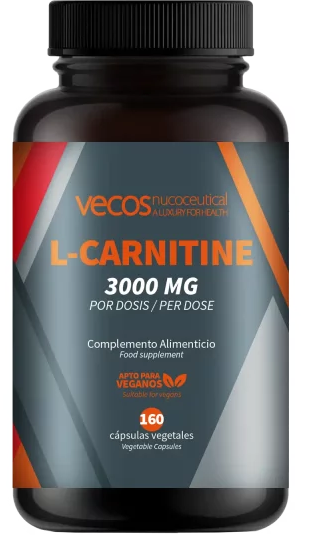 vecos nucoceutical
A LUXURY FOR HEALTH
L-CARNITINE
3000 MG
POR DOSIS / PER DOSE
Complemento Alimenticio
Food supplement
APTO PARA
VEGANOS
Suitable for vegans
160
cápsulas vegetales
Vegetable Capsules